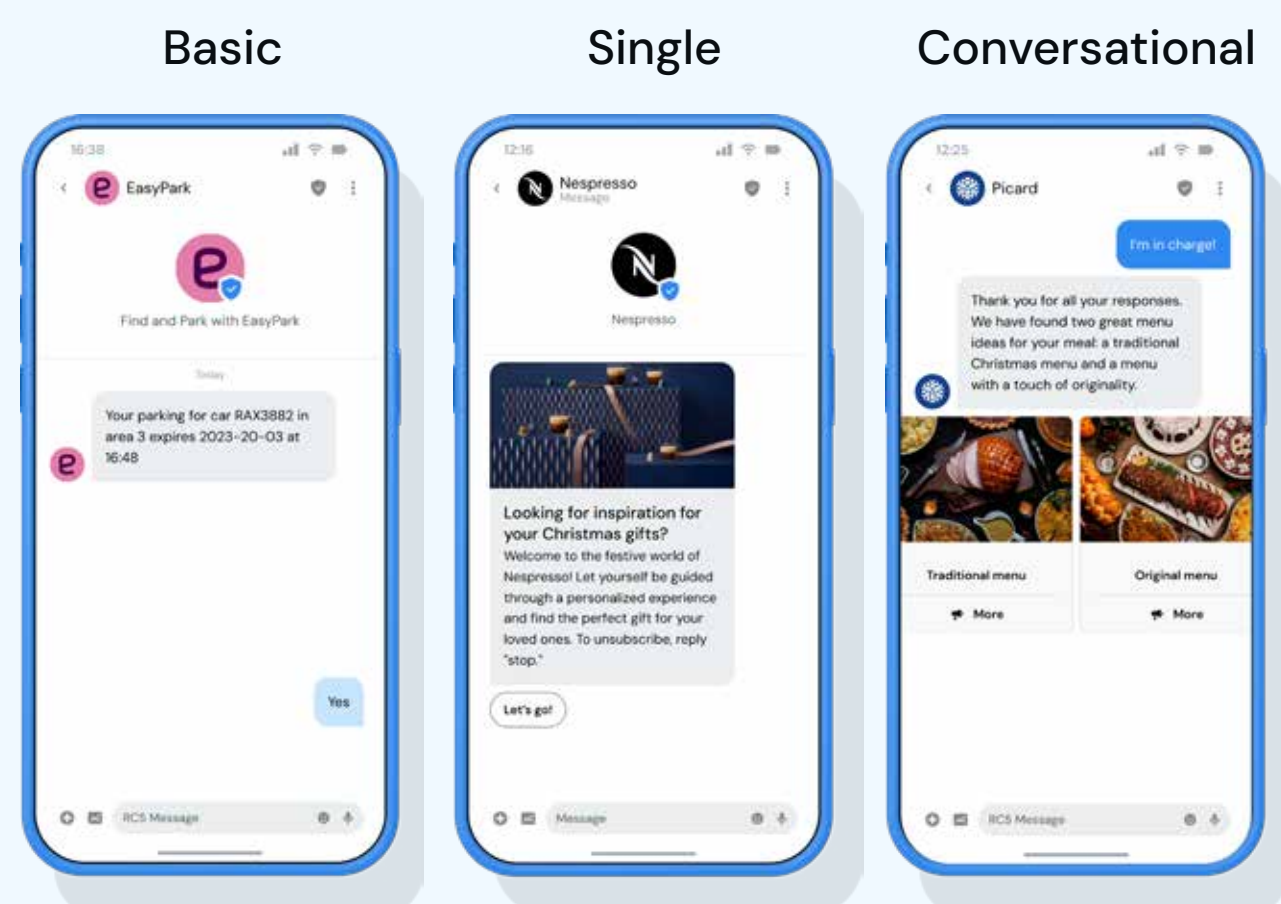 Basic
Single
Conversational
16:38
EasyPark
Find and Park with EasyPark
Today
Your parking for car RAX3882 in
area 3 expires 2023-20-03 at
16:48
Yes
RCS Message
12:16
Nespresso
Message
Nespresso
Looking for inspiration for
your Christmas gifts?
Welcome to the festive world of
Nespresso! Let yourself be guided
through a personalized experience
and find the perfect gift for your
loved ones. To unsubscribe, reply
"stop."
Let's go!
Message
12:25
Picard
I'm in charge!
Thank you for all your responses.
We have found two great menu
ideas for your meal: a traditional
Christmas menu and a menu
with a touch of originality.
Traditional menu
More
Original menu
More
RCS Message